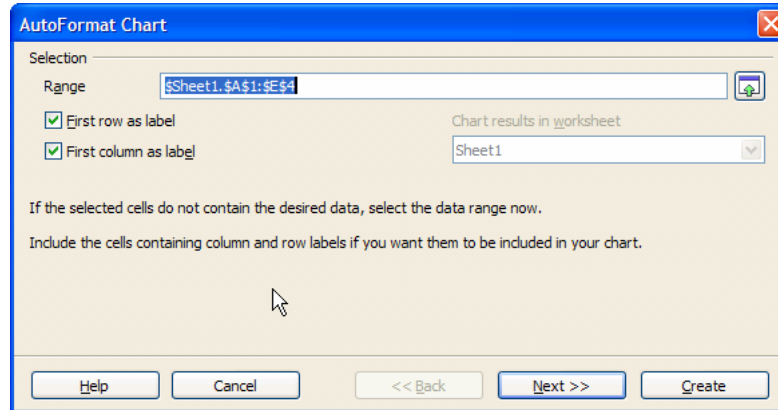 AutoFormat Chart
Selection
Range $Sheet1.$A$1:$E$4
First row as label Chart results in worksheet
First column as label Sheet1
If the selected cells do not contain the desired data, select the data range now.
Include the cells containing column and row labels if you want them to be included in your chart.
Help Cancel << Back Next >> Create